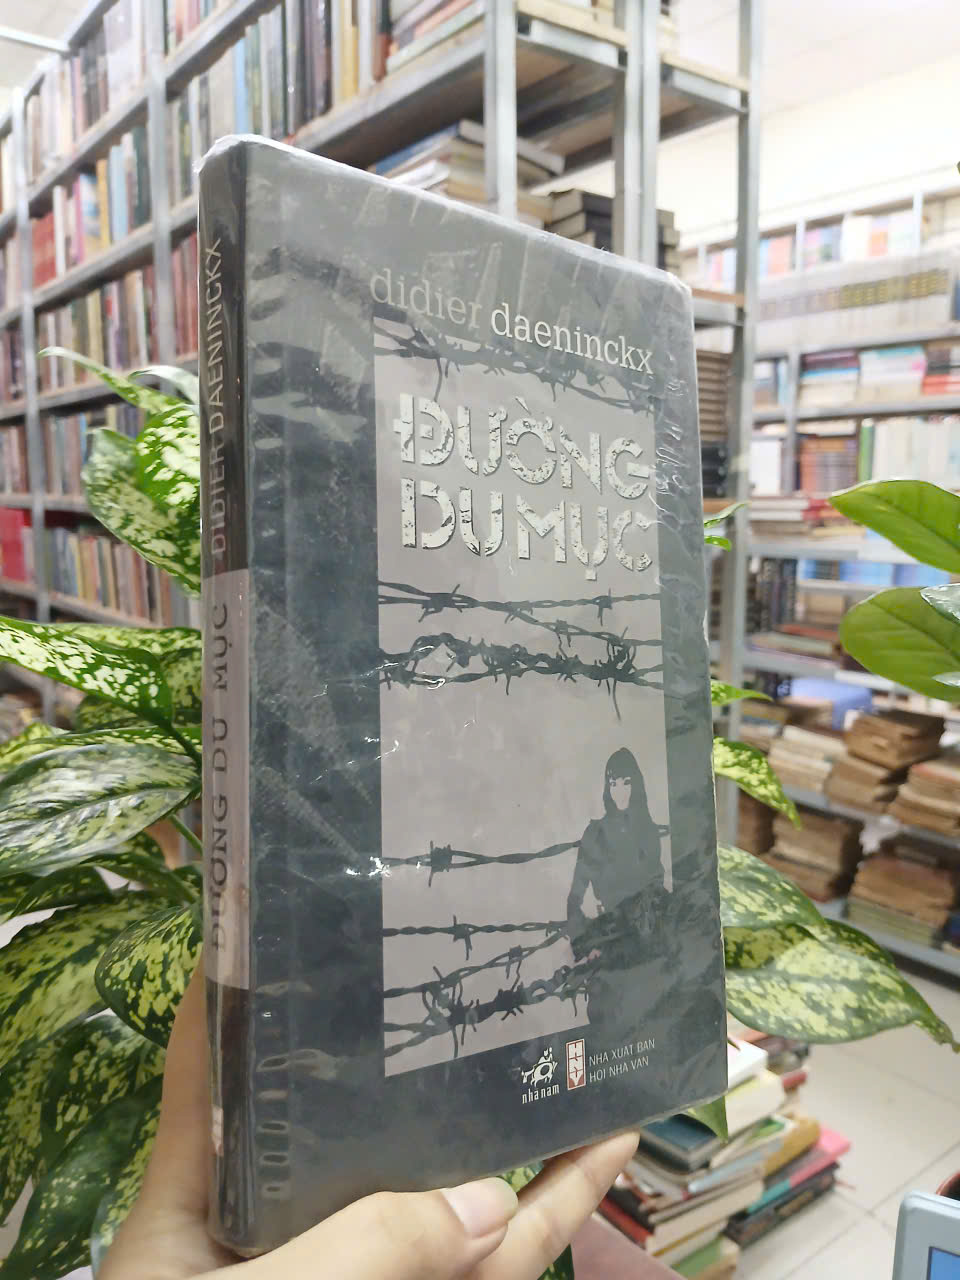 didier daeninckx
ĐƯỜNG
DU MỤC
nhã nam
NHÀ XUẤT BẢN
HỘI NHÀ VĂN
ĐƯỜNG DU MỤC DIDIER DAENINCKX